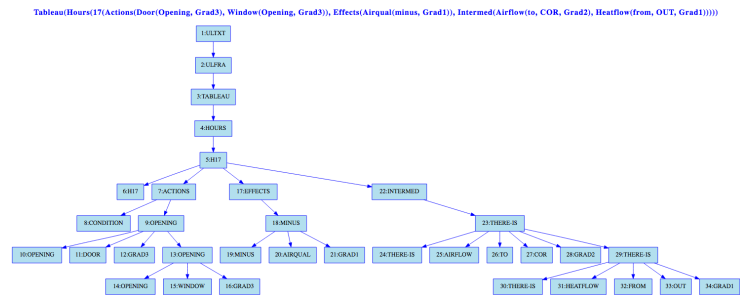 Tableau(Hours(17(Actions(Door(Opening, Grad3), Window(Opening, Grad3)), Effects(Airqual(minus, Grad1)), Intermed(Airflow(to, COR, Grad2), Heatflow(from, OUT, Grad1)))))
1:ULTXT
2:ULFRA
3:TABLEAU
4:HOURS
5:H17
6:H17 7:ACTIONS 17:EFFECTS 22:INTERMED
8:CONDITION 9:OPENING 18:MINUS 23:THERE-IS
10:OPENING 11:DOOR 12:GRAD3 13:OPENING 19:MINUS 20:AIRQUAL 21:GRAD1 24:THERE-IS 25:AIRFLOW 26:TO 27:COR 28:GRAD2 29:THERE-IS
14:OPENING 15:WINDOW 16:GRAD3 30:THERE-IS 31:HEATFLOW 32:FROM 33:OUT 34:GRAD1